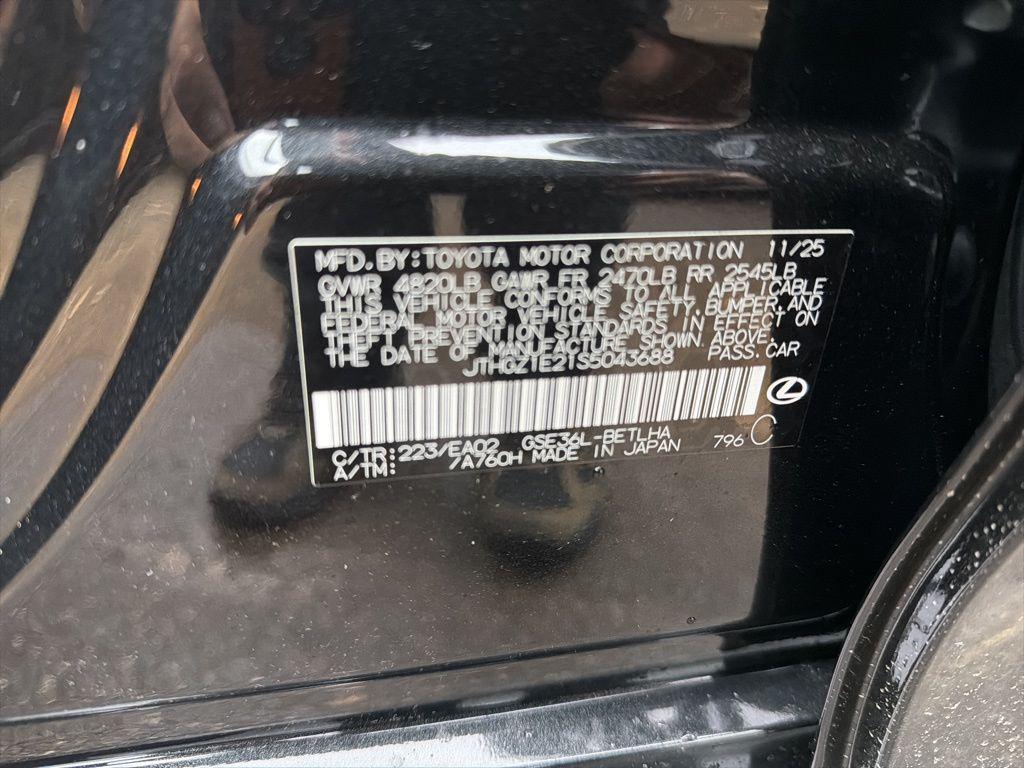 MFD. BY: TOYOTA MOTOR CORPORATION 11/25
GVWR 4820LB GAWR FR 2470LB RR 2545LB
THIS VEHICLE CONFORMS TO ALL APPLICABLE
FEDERAL MOTOR VEHICLE SAFETY, BUMPER, AND
THEFT PREVENTION STANDARDS IN EFFECT ON
THE DATE OF MANUFACTURE SHOWN ABOVE.
JTHGZ1E21S5043688 PASS.CAR
C/TR: 223/EA02 GSE36L-BETLHA 796 C
A/TM: /A760H MADE IN JAPAN